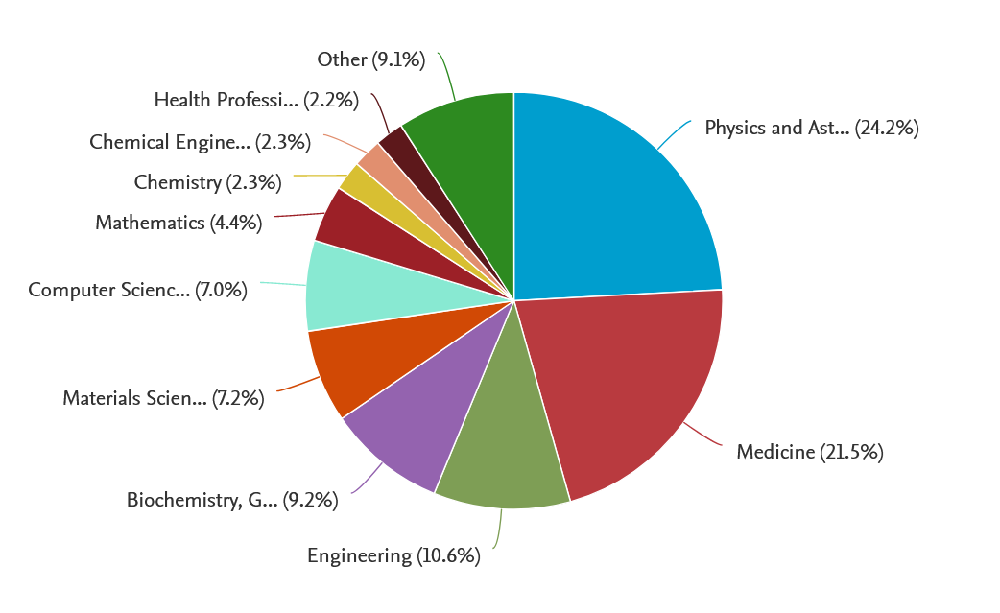 Other (9.1%)
Health Professi... (2.2%)
Physics and Ast... (24.2%)
Chemical Engine... (2.3%)
Chemistry (2.3%)
Mathematics (4.4%)
Computer Scienc... (7.0%)
Materials Scien... (7.2%)
Medicine (21.5%)
Biochemistry, G... (9.2%)
Engineering (10.6%)